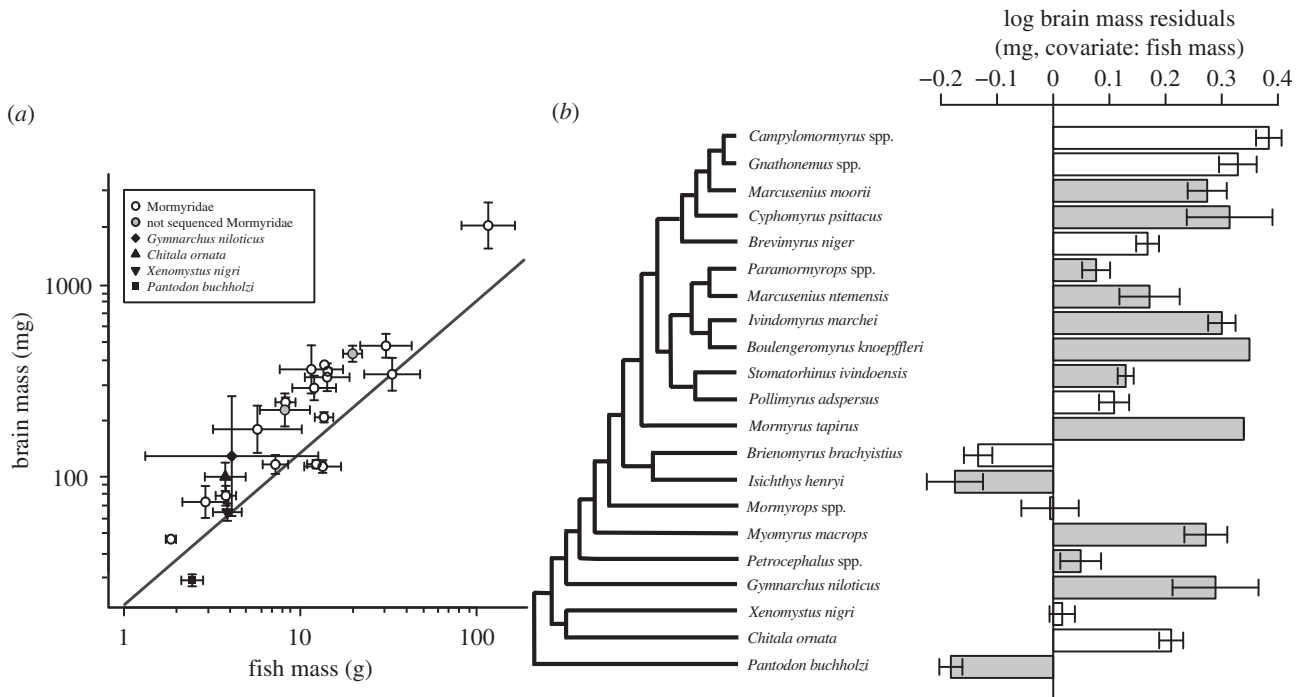 (a)
Mormyridae
not sequenced Mormyridae
Gymnarchus niloticus
Chitala ornata
Xenomystus nigri
Pantodon buchholzi
brain mass (mg)
1000
100
1 10 100
fish mass (g)
(b)
log brain mass residuals
(mg, covariate: fish mass)
−0.2 −0.1 0 0.1 0.2 0.3 0.4
Campylomormyrus spp.
Gnathonemus spp.
Marcusenius moorii
Cyphomyrus psittacus
Brevimyrus niger
Paramormyrops spp.
Marcusenius ntemensis
Ivindomyrus marchei
Boulengeromyrus knoepffleri
Stomatorhinus ivindoensis
Pollimyrus adspersus
Mormyrus tapirus
Brienomyrus brachyistius
Isichthys henryi
Mormyrops spp.
Myomyrus macrops
Petrocephalus spp.
Gymnarchus niloticus
Xenomystus nigri
Chitala ornata
Pantodon buchholzi